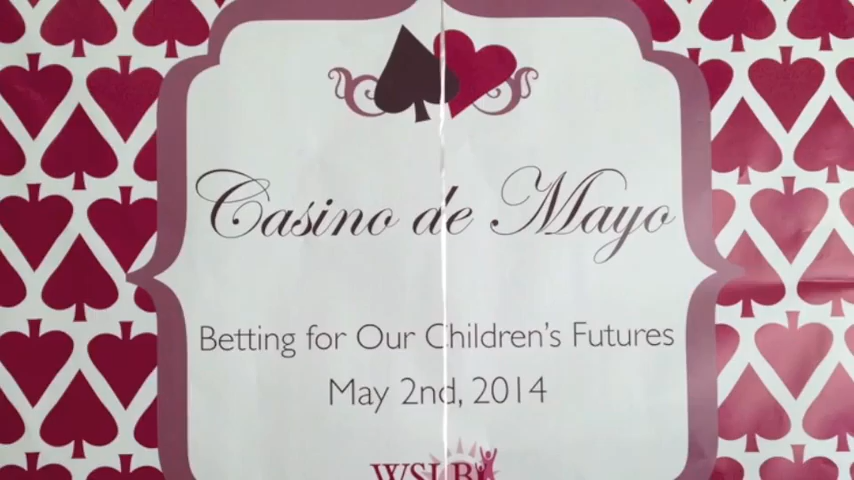 Casino de Mayo
Betting for Our Children's Futures
May 2nd, 2014